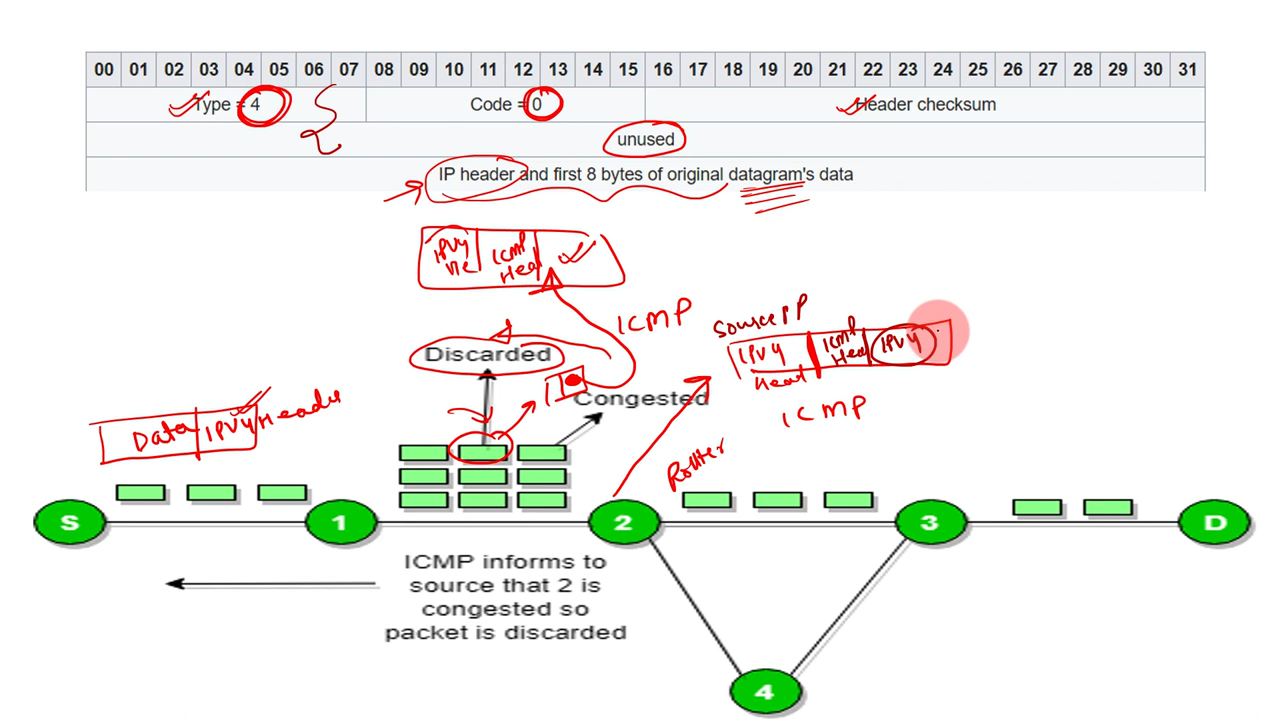 00 01 02 03 04 05 06 07 08 09 10 11 12 13 14 15 16 17 18 19 20 21 22 23 24 25 26 27 28 29 30 31
Type = 4 Code = 0 Header checksum
unused
IP header and first 8 bytes of original datagram's data
IPV4
ICMP
Head
ICMP
Source IP
IPV4
Head
ICMP
Head
IPV4
ICMP
Discarded
Congested
Data IPV4 Header
Router
S 1 2 3 D
ICMP informs to
source that 2 is
congested so
packet is discarded
4